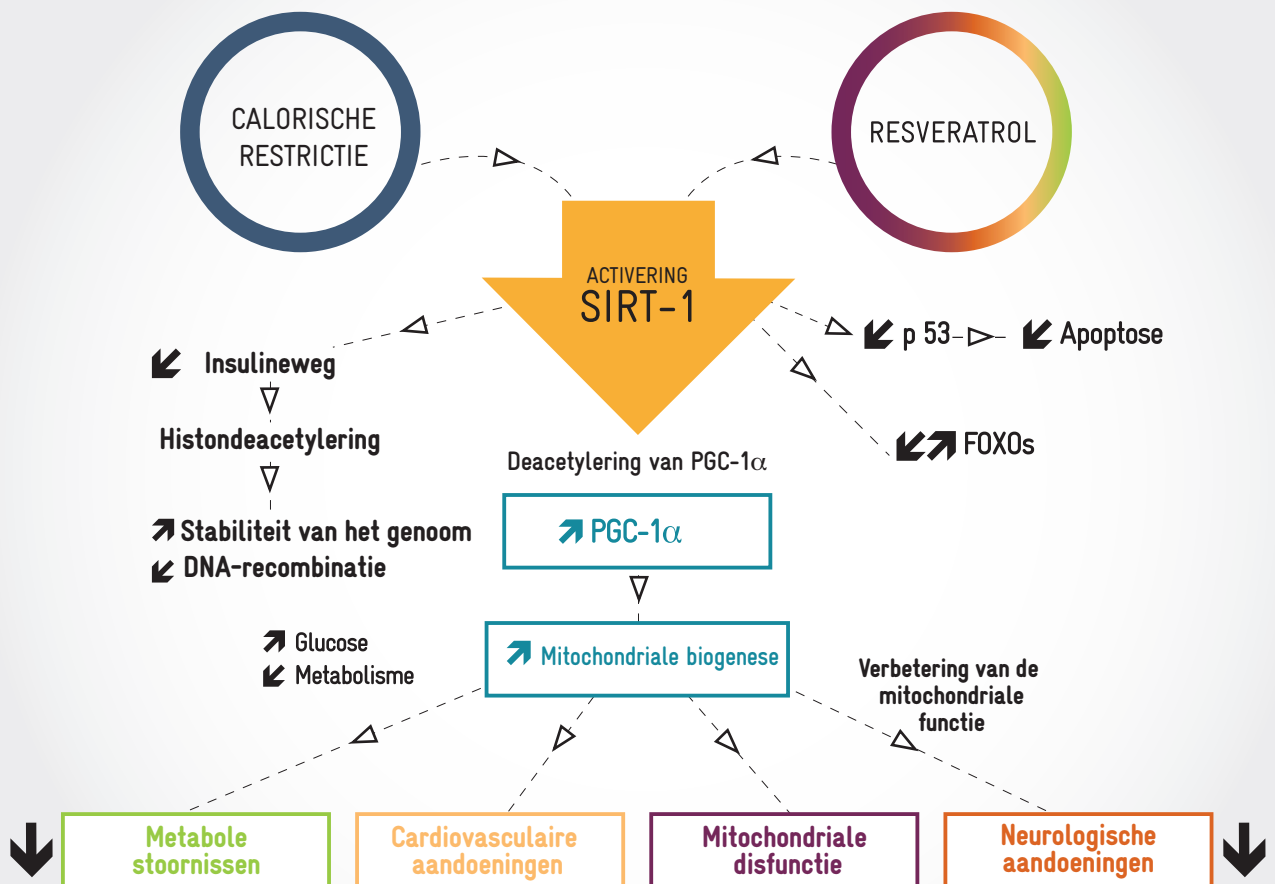 CALORISCHE
RESTRICTIE
RESVERATROL
ACTIVERING
SIRT-1
Insulineweg
Histondeacetylering
Stabiliteit van het genoom
DNA-recombinatie
p 53
Apoptose
FOXOs
Deacetylering van PGC-1α
PGC-1α
Glucose
Metabolisme
Mitochondriale biogenese
Verbetering van de
mitochondriale
functie
Metabole
stoornissen
Cardiovasculaire
aandoeningen
Mitochondriale
disfunctie
Neurologische
aandoeningen